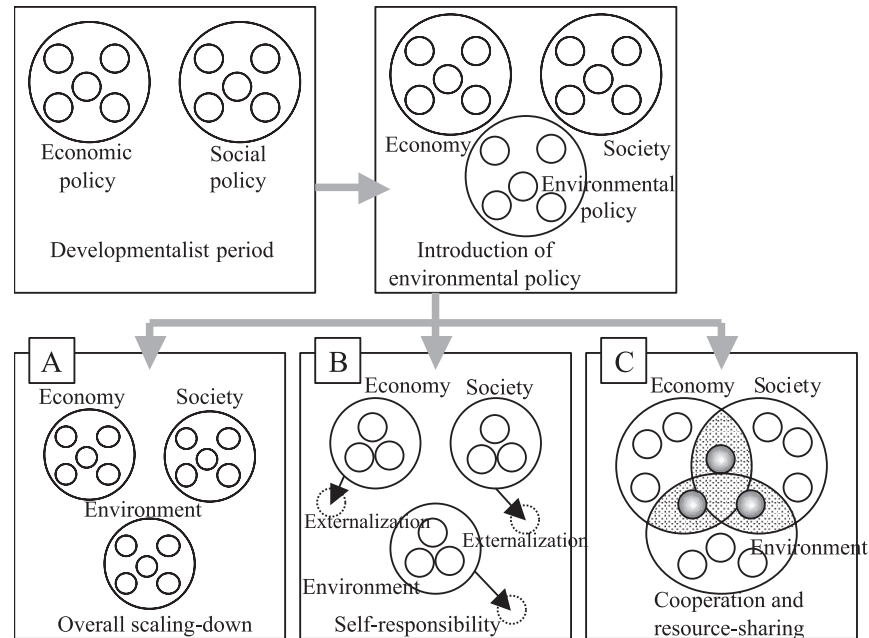 Economic
policy
Social
policy
Developmentalist period
Economy
Society
Environmental
policy
Introduction of
environmental policy
A
Economy
Society
Environment
Overall scaling-down
B
Economy
Society
Externalization
Externalization
Environment
Self-responsibility
C
Economy
Society
Environment
Cooperation and
resource-sharing